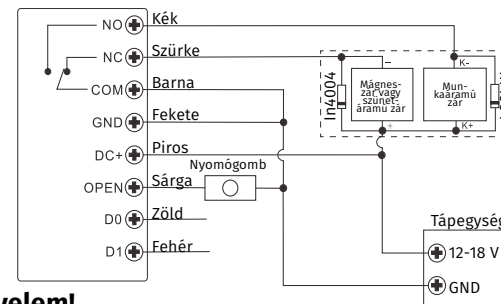 NO Kék
NC Szürke
COM Barna
GND Fekete
DC+ Piros
Nyomógomb
OPEN Sárga
D0 Zöld
D1 Fehér
In4004
Mágnes-
zár vagy
szünet-
áramú zár
–
+
K-
Mun-
kaáramú
zár
K+
Tápegység
12-18 V
GND